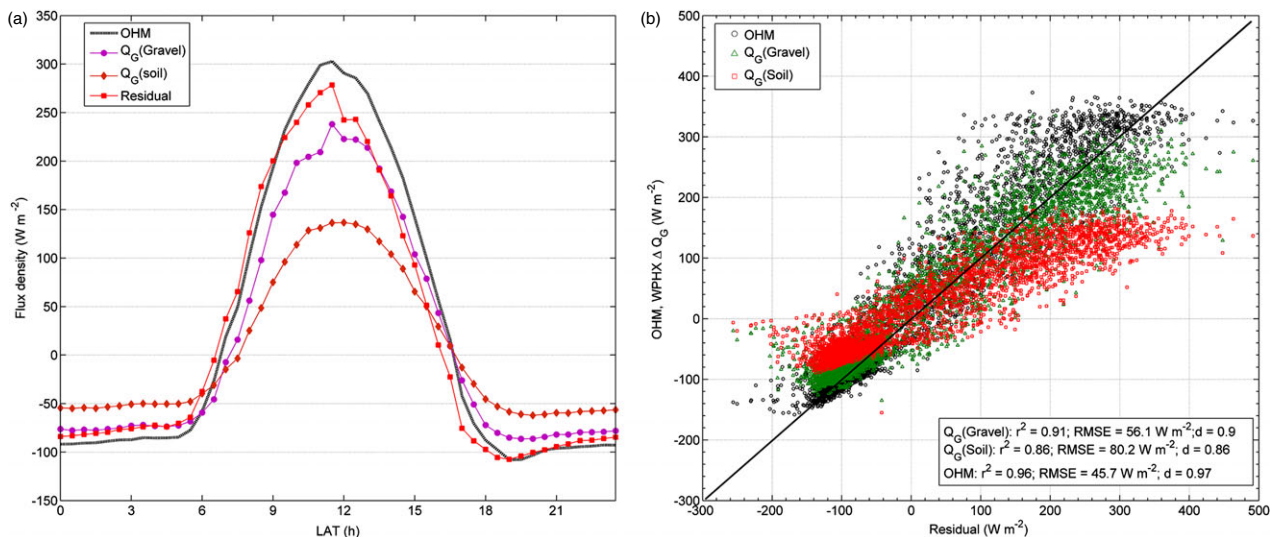 (a)
OHM
Q_G(Gravel)
Q_G(soil)
Residual
Flux density (W m⁻²)
350
300
250
200
150
100
50
0
-50
-100
-150
0 3 6 9 12 15 18 21
LAT (h)
(b)
OHM
Q_G(Gravel)
Q_G(Soil)
OHM, WPHX Δ Q_G (W m⁻²)
500
400
300
200
100
0
-100
-200
-300
Q_G(Gravel): r² = 0.91; RMSE = 56.1 W m⁻²;d = 0.9
Q_G(Soil): r² = 0.86; RMSE = 80.2 W m⁻²; d = 0.86
OHM: r² = 0.96; RMSE = 45.7 W m⁻², d = 0.97
-300 -200 -100 0 100 200 300 400 500
Residual (W m⁻²)